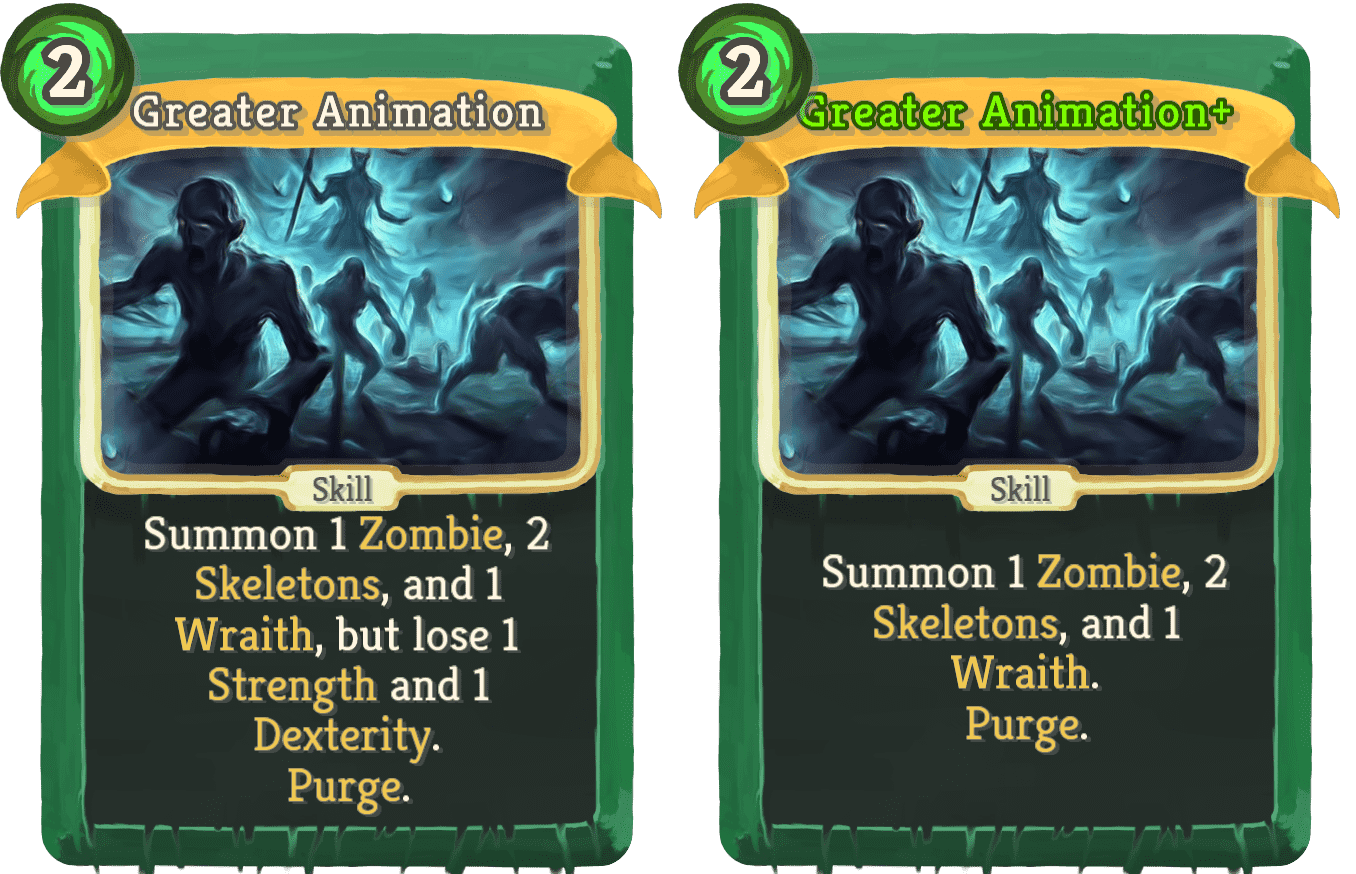 2
Greater Animation
Skill
Summon 1 Zombie, 2
Skeletons, and 1
Wraith, but lose 1
Strength and 1
Dexterity.
Purge.
2
Greater Animation+
Skill
Summon 1 Zombie, 2
Skeletons, and 1
Wraith.
Purge.